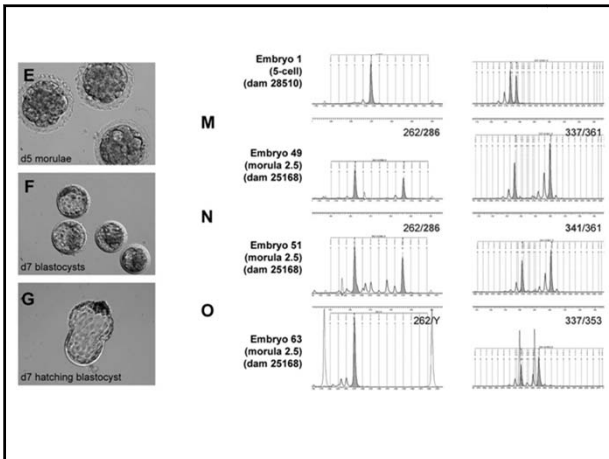 E
d5 morulae
F
d7 blastocysts
G
d7 hatching blastocyst
Embryo 1
(5-cell)
(dam 28510)
M
262/286
337/361
Embryo 49
(morula 2.5)
(dam 25168)
N
262/286
341/361
Embryo 51
(morula 2.5)
(dam 25168)
O
262/Y
337/353
Embryo 63
(morula 2.5)
(dam 25168)